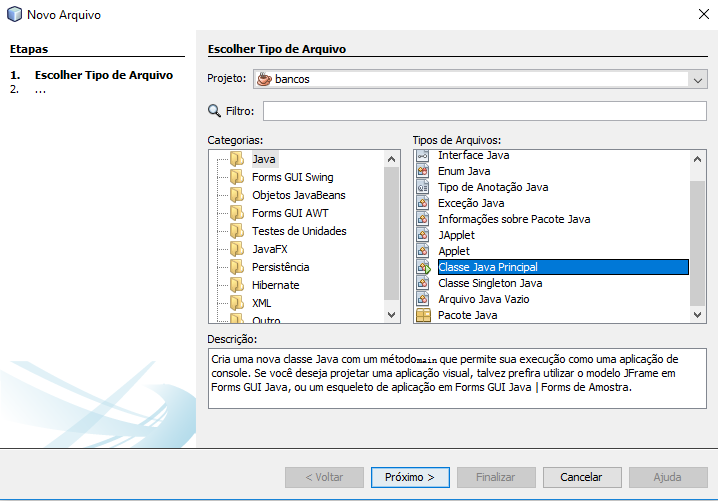 Novo Arquivo
Etapas
1. Escolher Tipo de Arquivo
2. ...
Escolher Tipo de Arquivo
Projeto: bancos
Filtro:
Categorias:
Java
Forms GUI Swing
Objetos JavaBeans
Forms GUI AWT
Testes de Unidades
JavaFX
Persistência
Hibernate
XML
Outro
Tipos de Arquivos:
Interface Java
Enum Java
Tipo de Anotação Java
Exceção Java
Informações sobre Pacote Java
JApplet
Applet
Classe Java Principal
Classe Singleton Java
Arquivo Java Vazio
Pacote Java
Descrição:
Cria uma nova classe Java com um métodomain que permite sua execução como uma aplicação de
console. Se você deseja projetar uma aplicação visual, talvez prefira utilizar o modelo JFrame em
Forms GUI Java, ou um esqueleto de aplicação em Forms GUI Java | Forms de Amostra.
< Voltar
Próximo >
Finalizar
Cancelar
Ajuda